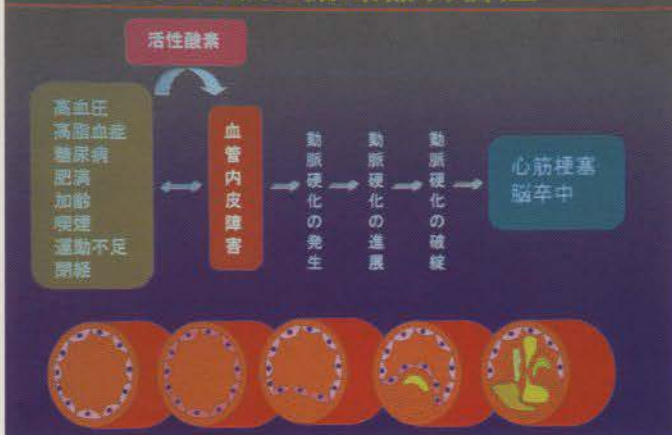 活性酸素
高血圧
高脂血症
糖尿病
肥満
加齢
喫煙
運動不足
閉経
血管内皮障害
動脈硬化の発生
動脈硬化の進展
動脈硬化の破綻
心筋梗塞
脳卒中